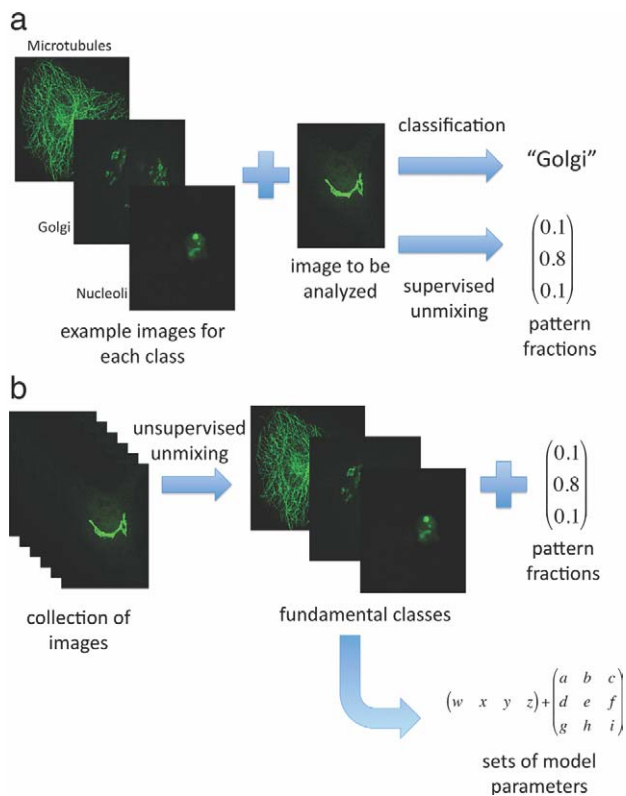 a
Microtubules
Golgi
Nucleoli
example images for
each class
image to be
analyzed
classification
"Golgi"
supervised
unmixing
0.1
0.8
0.1
pattern
fractions
b
unsupervised
unmixing
collection of
images
fundamental classes
0.1
0.8
0.1
pattern
fractions
(w x y z) + (a b c
d e f
g h i)
sets of model
parameters